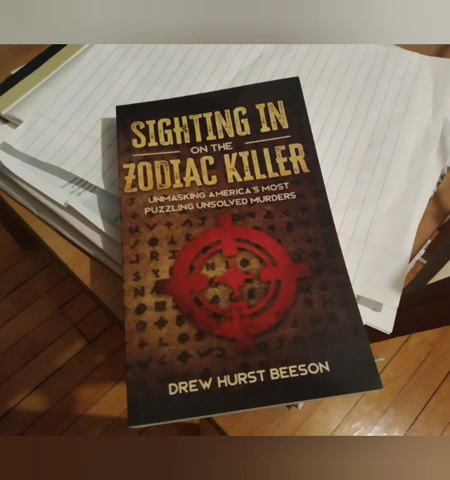 SIGHTING IN
ON THE
ZODIAC KILLER
UNMASKING AMERICA'S MOST
PUZZLING UNSOLVED MURDERS
DREW HURST BEESON